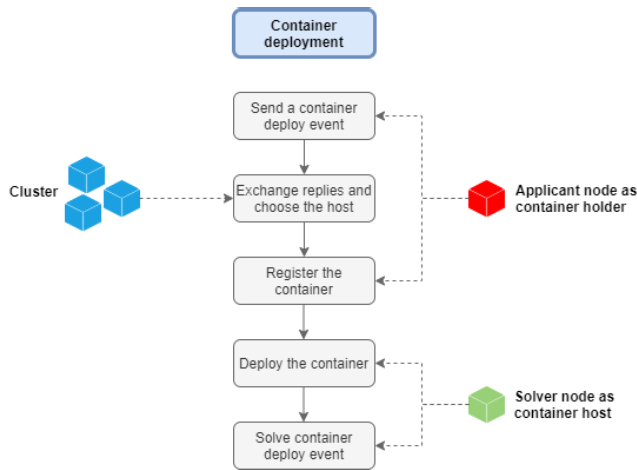 Container
deployment
Send a container
deploy event
Cluster
Exchange replies and
choose the host
Applicant node as
container holder
Register the
container
Deploy the container
Solver node as
container host
Solve container
deploy event